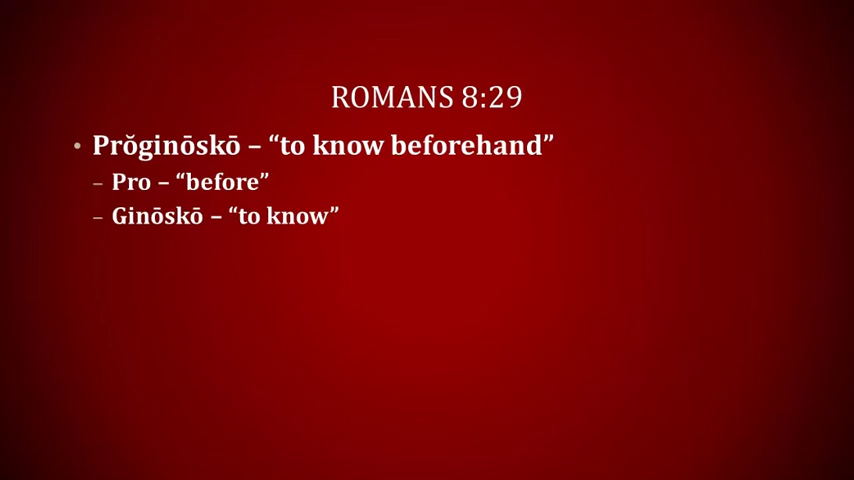 ROMANS 8:29
• Prŏginōskō – “to know beforehand”
– Pro – “before”
– Ginōskō – “to know”